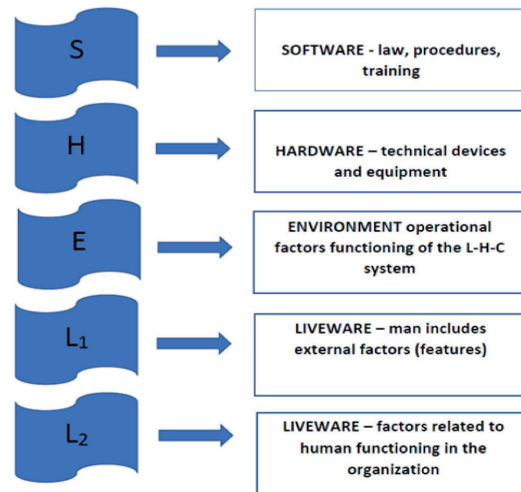 S
SOFTWARE - law, procedures,
training
H
HARDWARE – technical devices
and equipment
E
ENVIRONMENT operational
factors functioning of the L-H-C
system
L₁
LIVEWARE – man includes
external factors (features)
L₂
LIVEWARE – factors related to
human functioning in the
organization